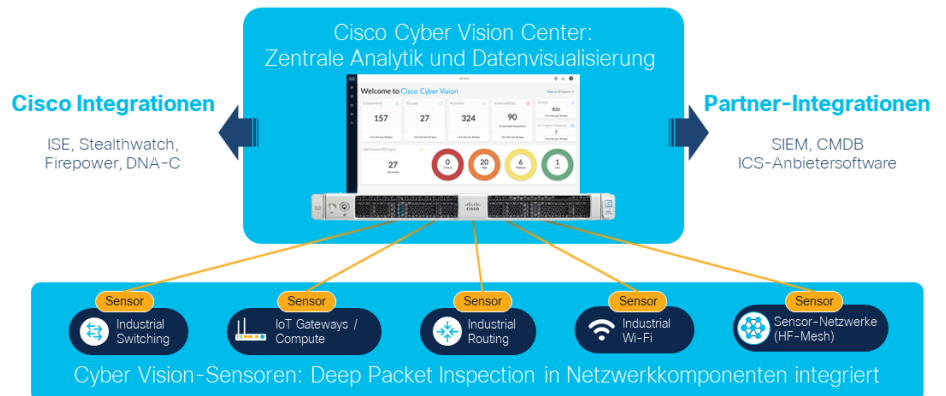 Cisco Cyber Vision Center:
Zentrale Analytik und Datenvisualisierung
Cisco Integrationen
ISE, Stealthwatch,
Firepower, DNA-C
Welcome to Cisco Cyber Vision
157
27
324
90
826
7
27
0
20
6
1
CISCO
Partner-Integrationen
SIEM, CMDB
ICS-Anbietersoftware
Sensor
Industrial
Switching
Sensor
IoT Gateways /
Compute
Sensor
Industrial
Routing
Sensor
Industrial
Wi-Fi
Sensor
Sensor-Netzwerke
(HF-Mesh)
Cyber Vision-Sensoren: Deep Packet Inspection in Netzwerkkomponenten integriert